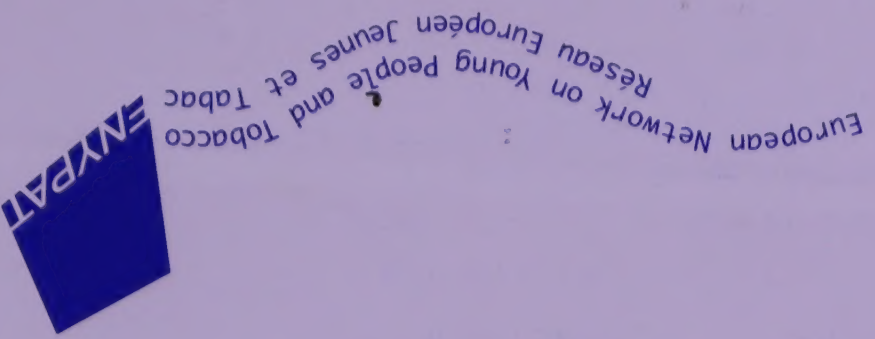 European Network on Young People and Tobacco
Réseau Européen Jeunes et Tabac
ENYPAT